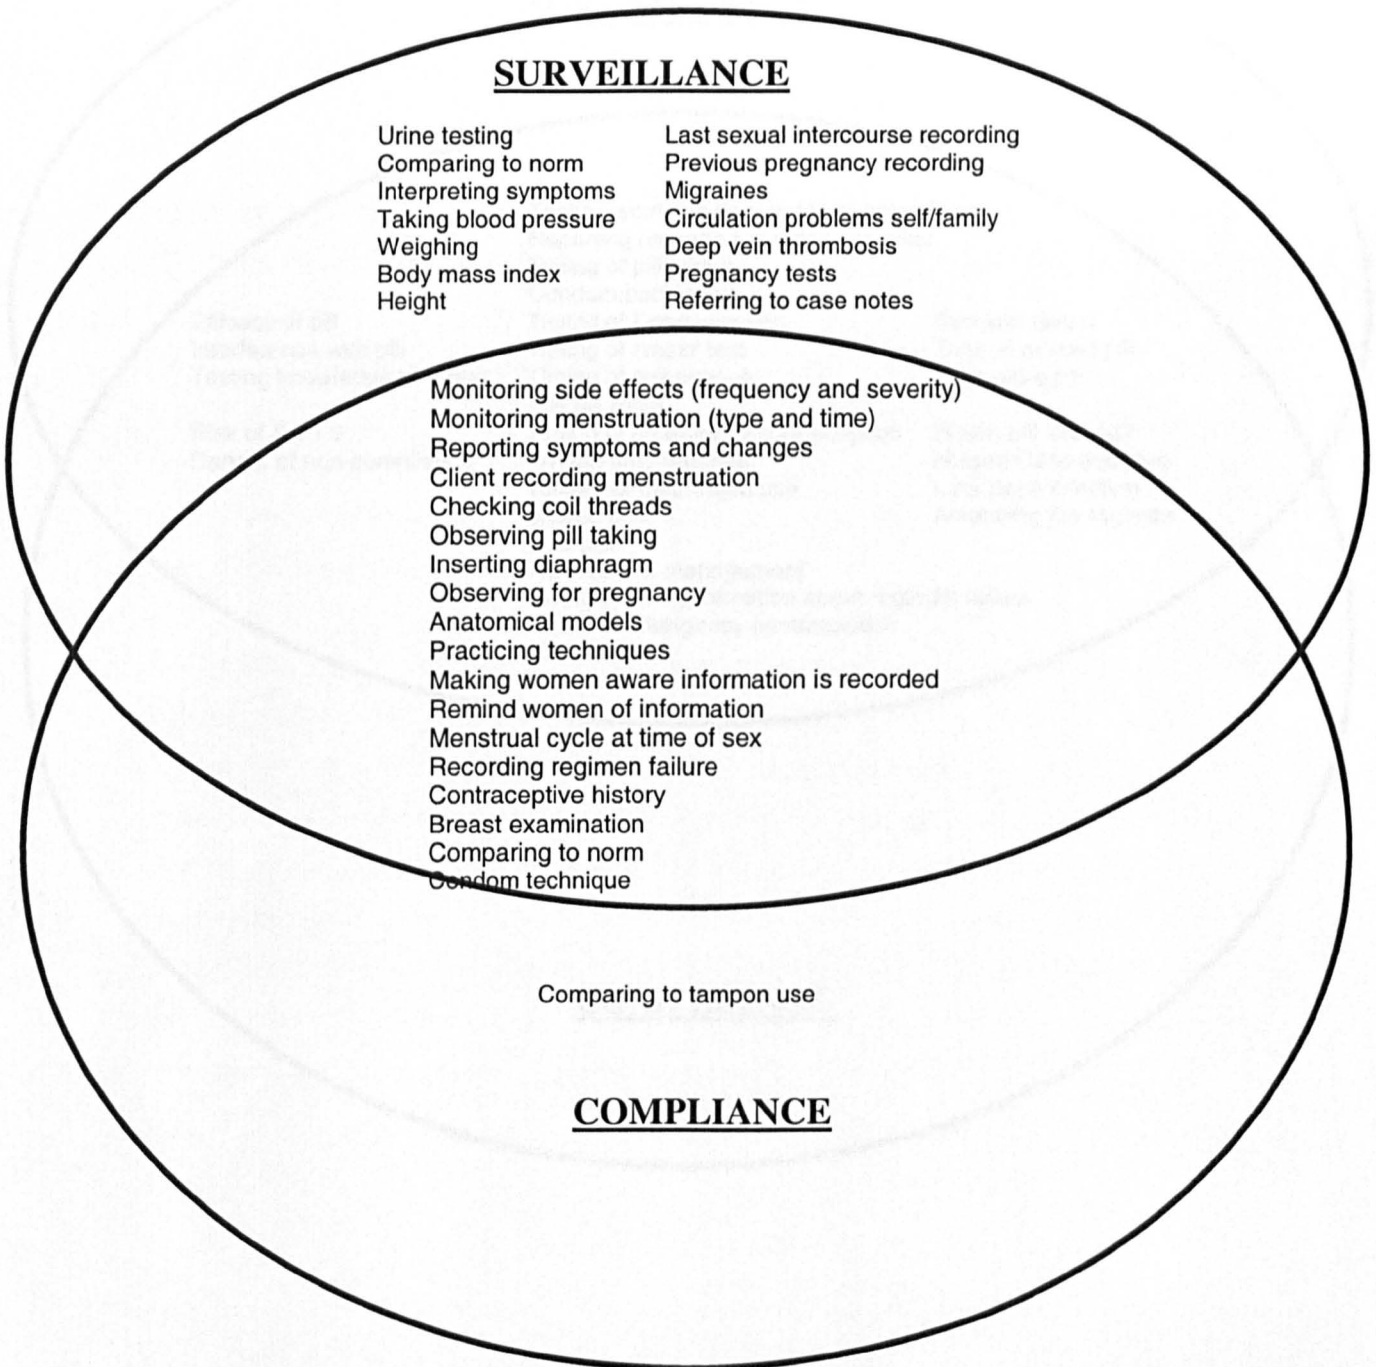 SURVEILLANCE
Urine testing
Comparing to norm
Interpreting symptoms
Taking blood pressure
Weighing
Body mass index
Height
Last sexual intercourse recording
Previous pregnancy recording
Migraines
Circulation problems self/family
Deep vein thrombosis
Pregnancy tests
Referring to case notes
Monitoring side effects (frequency and severity)
Monitoring menstruation (type and time)
Reporting symptoms and changes
Client recording menstruation
Checking coil threads
Observing pill taking
Inserting diaphragm
Observing for pregnancy
Anatomical models
Practicing techniques
Making women aware information is recorded
Remind women of information
Menstrual cycle at time of sex
Recording regimen failure
Contraceptive history
Breast examination
Comparing to norm
Condom technique
Comparing to tampon use
COMPLIANCE